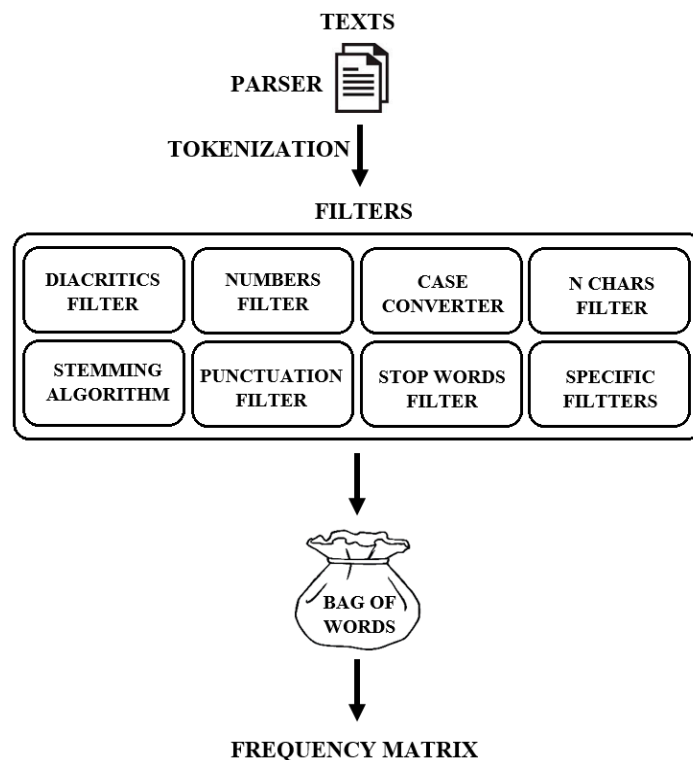 TEXTS
PARSER
TOKENIZATION
FILTERS
DIACRITICS
FILTER
NUMBERS
FILTER
CASE
CONVERTER
N CHARS
FILTER
STEMMING
ALGORITHM
PUNCTUATION
FILTER
STOP WORDS
FILTER
SPECIFIC
FILTTERS
BAG OF
WORDS
FREQUENCY MATRIX